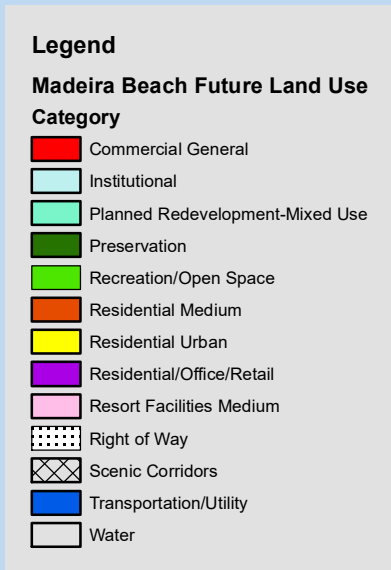 Legend
Madeira Beach Future Land Use
Category
Commercial General
Institutional
Planned Redevelopment-Mixed Use
Preservation
Recreation/Open Space
Residential Medium
Residential Urban
Residential/Office/Retail
Resort Facilities Medium
Right of Way
Scenic Corridors
Transportation/Utility
Water